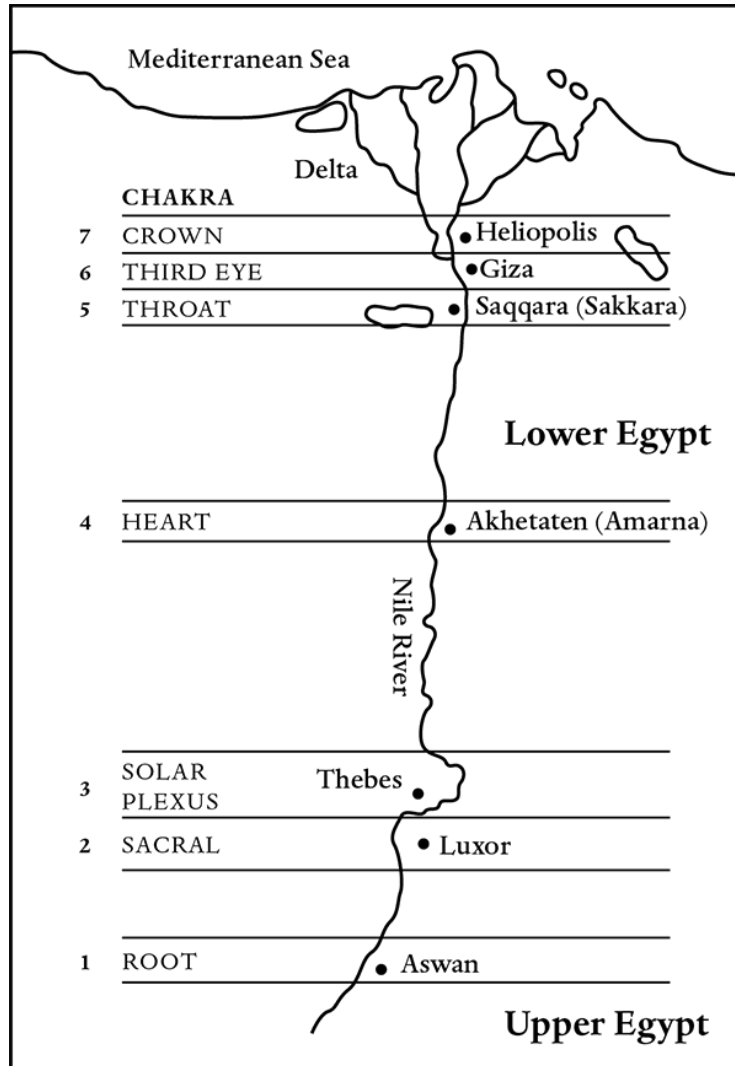 Mediterranean Sea
Delta
CHAKRA
7 CROWN Heliopolis
6 THIRD EYE Giza
5 THROAT Saqqara (Sakkara)
Lower Egypt
4 HEART Akhetaten (Amarna)
Nile River
3 SOLAR
PLEXUS
Thebes
2 SACRAL Luxor
1 ROOT Aswan
Upper Egypt